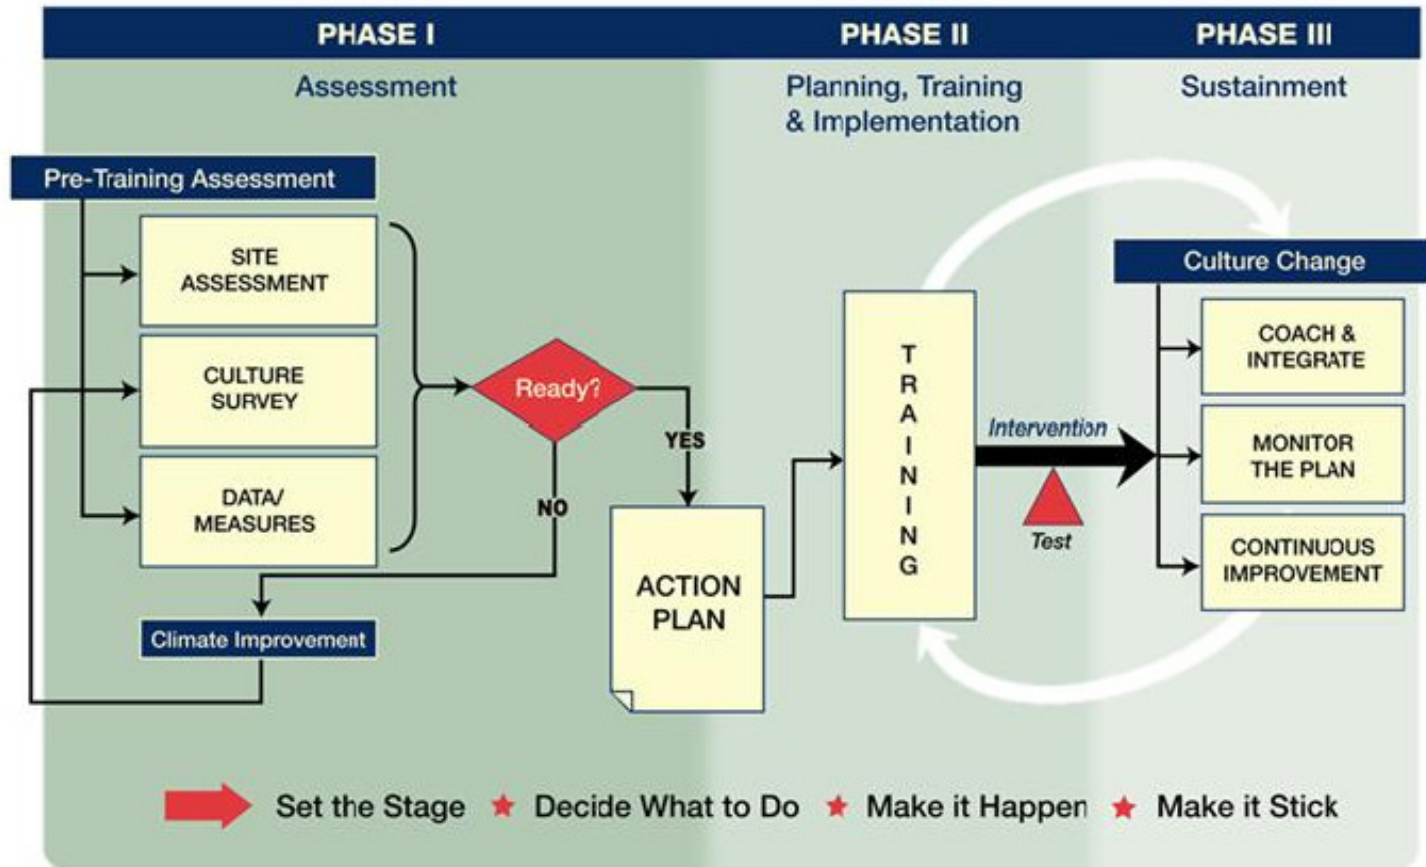 PHASE I
PHASE II
PHASE III
Assessment
Planning, Training
& Implementation
Sustainment
Pre-Training Assessment
SITE
ASSESSMENT
CULTURE
SURVEY
DATA/
MEASURES
Ready?
YES
NO
Climate Improvement
ACTION
PLAN
TRAINING
Intervention
Test
Culture Change
COACH &
INTEGRATE
MONITOR
THE PLAN
CONTINUOUS
IMPROVEMENT
Set the Stage ★ Decide What to Do ★ Make it Happen ★ Make it Stick